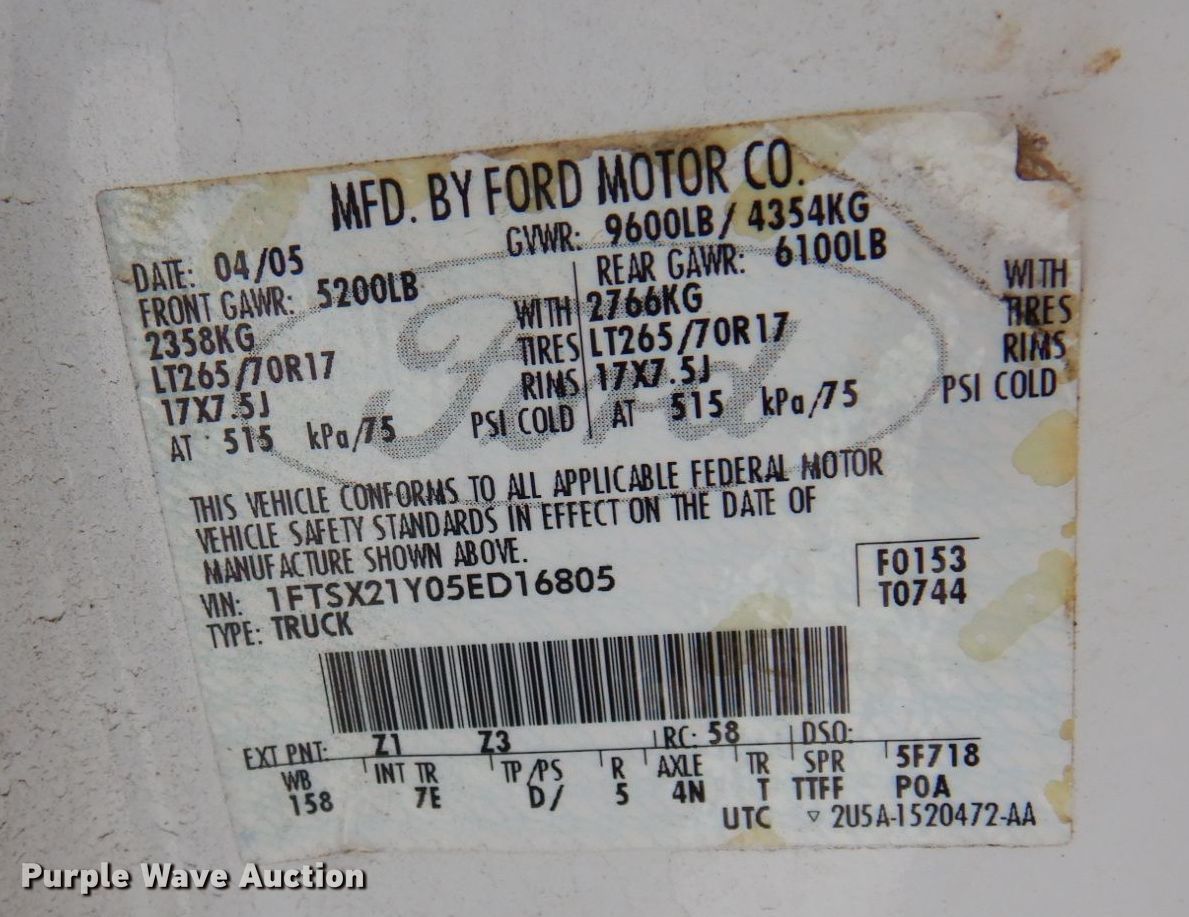 MFD. BY FORD MOTOR CO.
DATE: 04/05 GVWR: 9600LB / 4354KG
FRONT GAWR: 5200LB REAR GAWR: 6100LB
2358KG WITH 2766KG WITH
LT265/70R17 TIRES LT265/70R17 TIRES
17X7.5J RIMS 17X7.5J RIMS
AT 515 kPa/75 PSI COLD AT 515 kPa/75 PSI COLD
Ford
THIS VEHICLE CONFORMS TO ALL APPLICABLE FEDERAL MOTOR
VEHICLE SAFETY STANDARDS IN EFFECT ON THE DATE OF
MANUFACTURE SHOWN ABOVE.
VIN: 1FTSX21Y05ED16805 F0153
TYPE: TRUCK T0744
EXT PNT: Z1 Z3 RC: 58 DSO:
WB INT TR TP/PS R AXLE TR SPR 5F718
158 7E D/ 5 4N T TTFF P0A
UTC ▽ 2U5A-1520472-AA
Purple Wave Auction